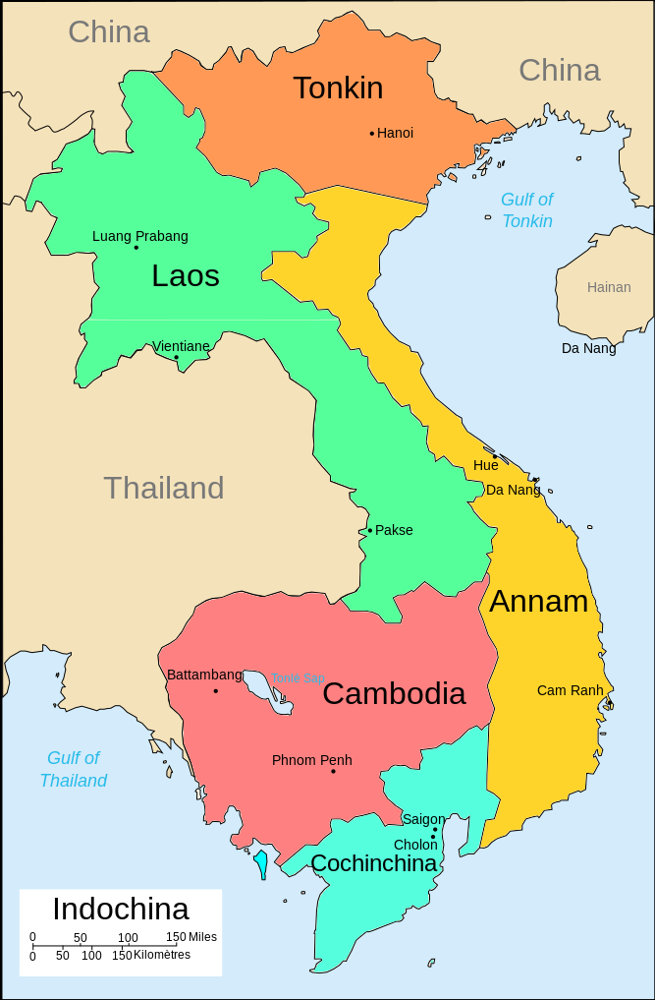 China
China
Tonkin
Hanoi
Gulf of
Tonkin
Luang Prabang
Laos
Hainan
Vientiane
Da Nang
Hue
Da Nang
Thailand
Pakse
Annam
Battambang
Tonlé Sap
Cambodia
Cam Ranh
Gulf of
Thailand
Phnom Penh
Saigon
Cholon
Cochinchina
Indochina
0 50 100 150 Miles
0 50 100 150 Kilomètres